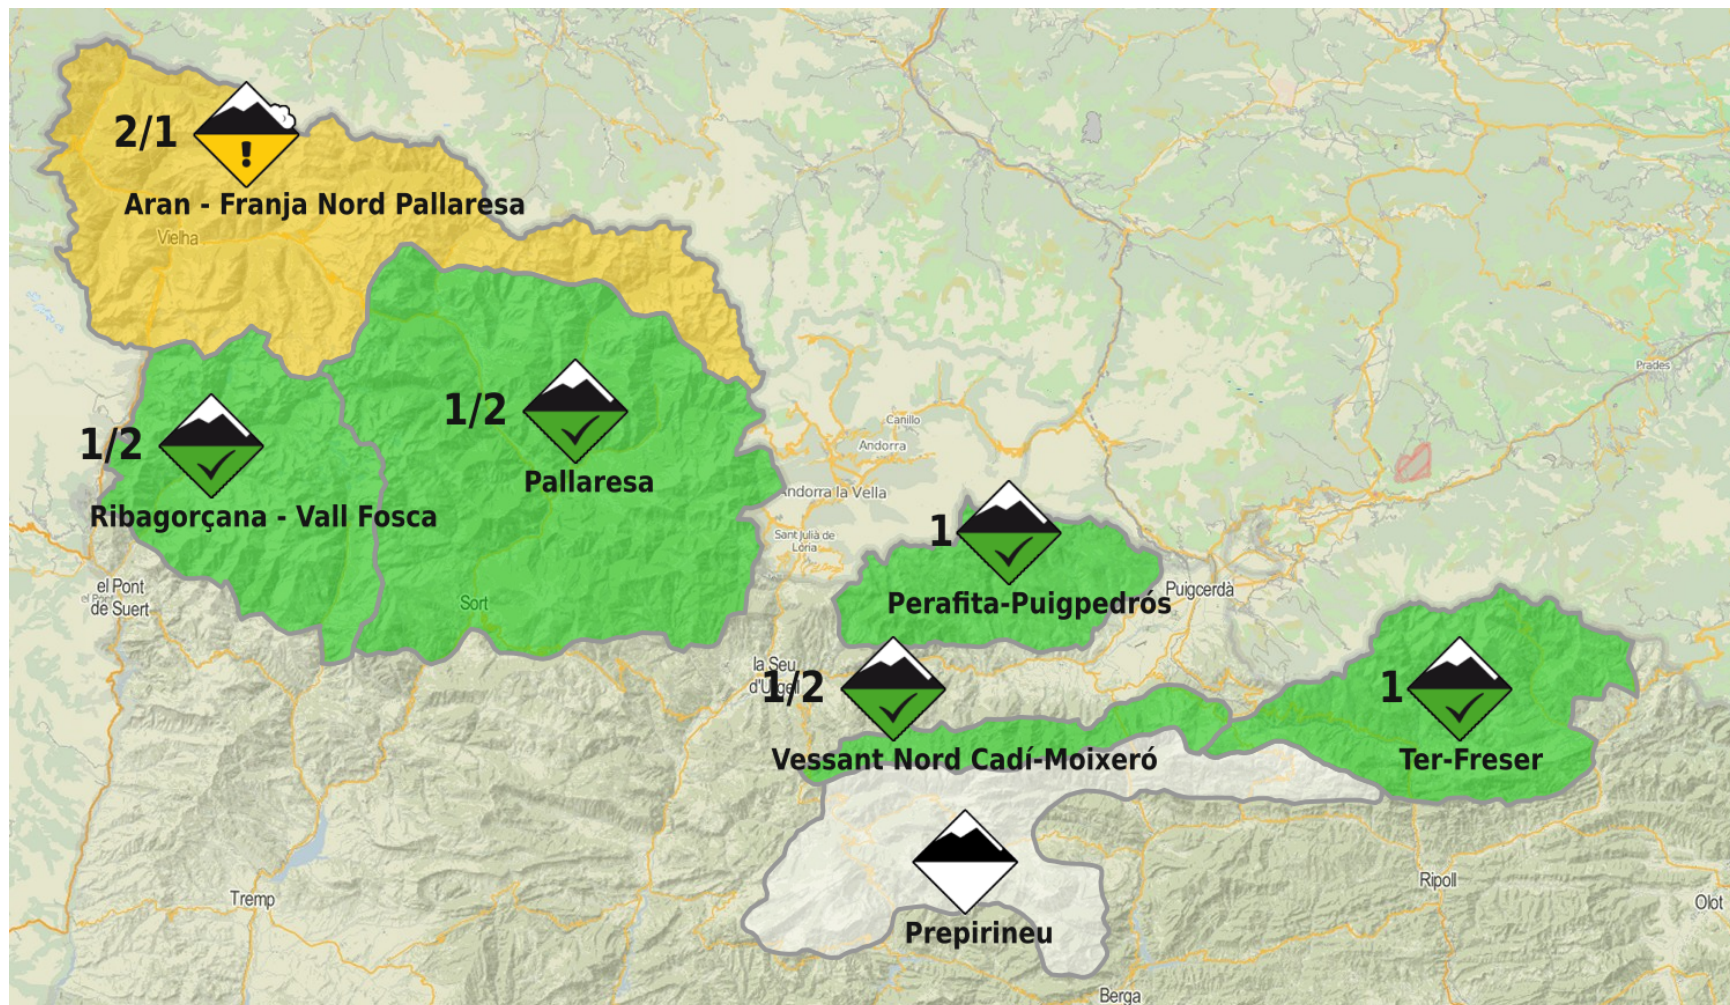 2/1
!
Aran - Franja Nord Pallaresa
Vielha
Prades
1/2
Pallaresa
Canillo
Andorra
1/2
Ribagorçana - Vall Fosca
Andorra la Vella
1
Sant Julià de
Lòria
el Pont
de Suert
Sort
Perafita-Puigpedrós
Puigcerdà
la Seu
d'Urgell
1/2
1
Vessant Nord Cadí-Moixeró
Ter-Freser
Tremp
Ripoll
Olot
Prepirineu
Berga